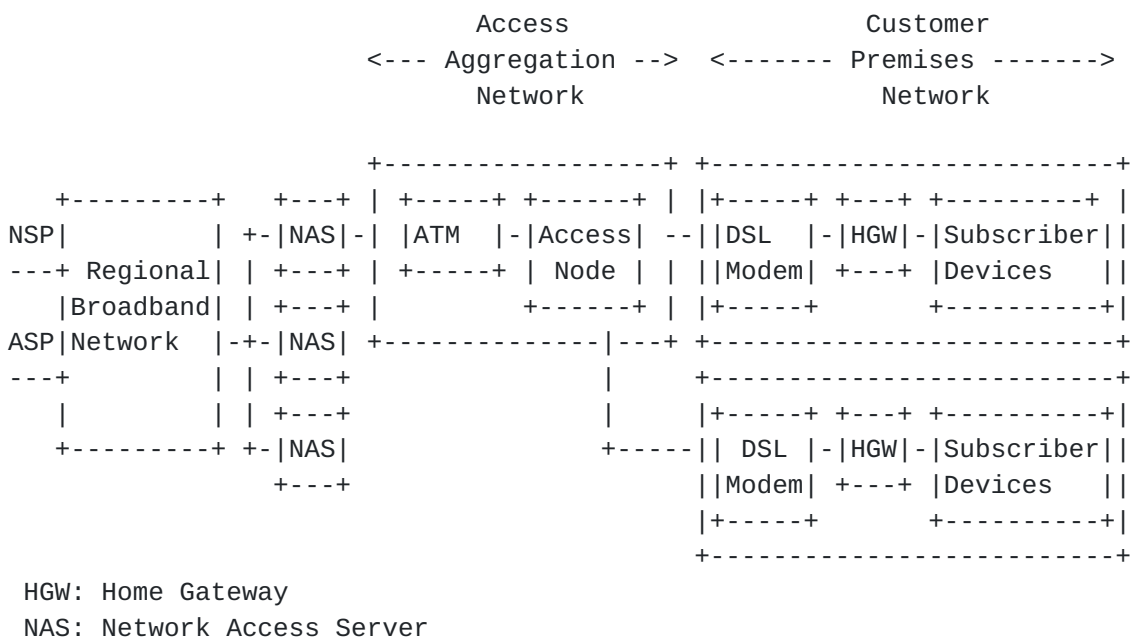 Access                   Customer
                        <--- Aggregation -->  <------- Premises ------->
                               Network                   Network

                        +------------------+ +--------------------------+
    +---------+   +---+ | +-----+ +------+ | |+-----+ +---+ +---------+ |
 NSP|         | +-|NAS|-| |ATM  |-|Access| --||DSL  |-|HGW|-|Subscriber||
 ---+ Regional| | +---+ | +-----+ | Node | | ||Modem| +---+ |Devices   ||
    |Broadband| | +---+ |         +------+ | |+-----+       +----------+|
 ASP|Network  |-+-|NAS| +--------------|---+ +--------------------------+
 ---+         | | +---+                |     +--------------------------+
    |         | | +---+                |     |+-----+ +---+ +----------+|
    +---------+ +-|NAS|                +-----|| DSL |-|HGW|-|Subscriber||
                  +---+                      ||Modem| +---+ |Devices   ||
                                             |+-----+       +----------+|
                                             +--------------------------+
  HGW: Home Gateway
  NAS: Network Access Server